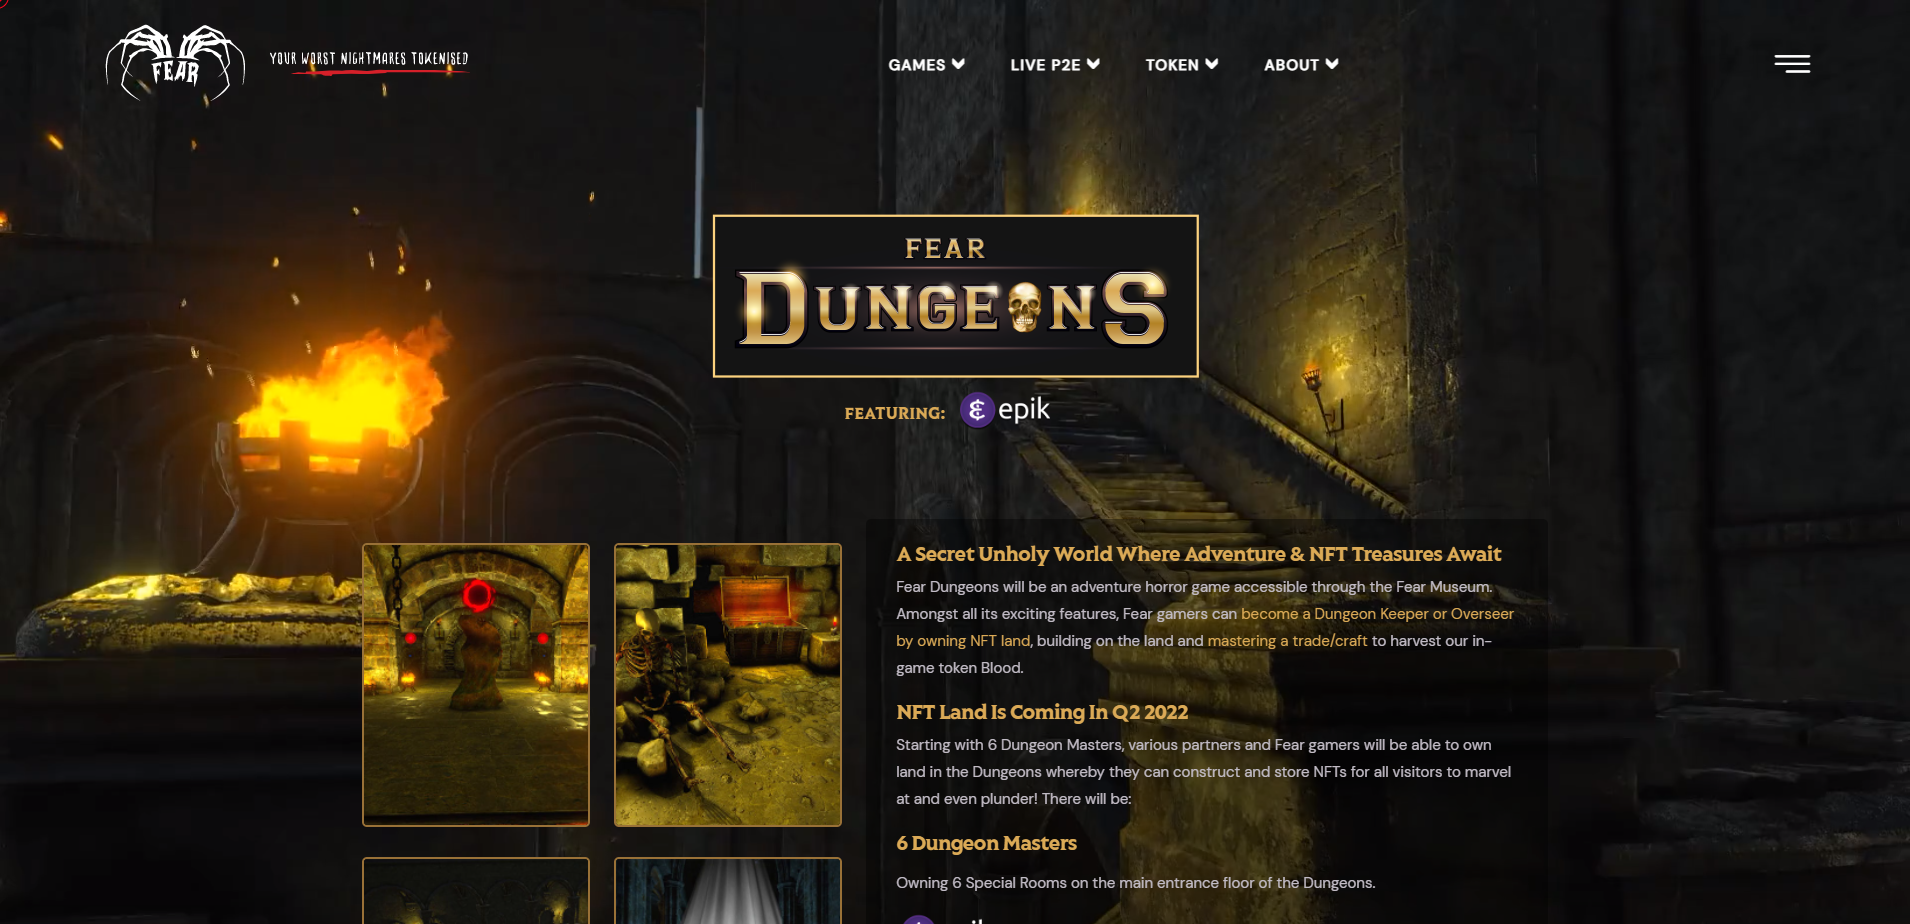 FEAR
YOUR WORST NIGHTMARES TOKENISED
GAMES
LIVE P2E
TOKEN
ABOUT
FEAR
DUNGEONS
FEATURING: epik
A Secret Unholy World Where Adventure & NFT Treasures Await
Fear Dungeons will be an adventure horror game accessible through the Fear Museum.
Amongst all its exciting features, Fear gamers can become a Dungeon Keeper or Overseer
by owning NFT land, building on the land and mastering a trade/craft to harvest our in-
game token Blood.
NFT Land Is Coming In Q2 2022
Starting with 6 Dungeon Masters, various partners and Fear gamers will be able to own
land in the Dungeons whereby they can construct and store NFTs for all visitors to marvel
at and even plunder! There will be:
6 Dungeon Masters
Owning 6 Special Rooms on the main entrance floor of the Dungeons.